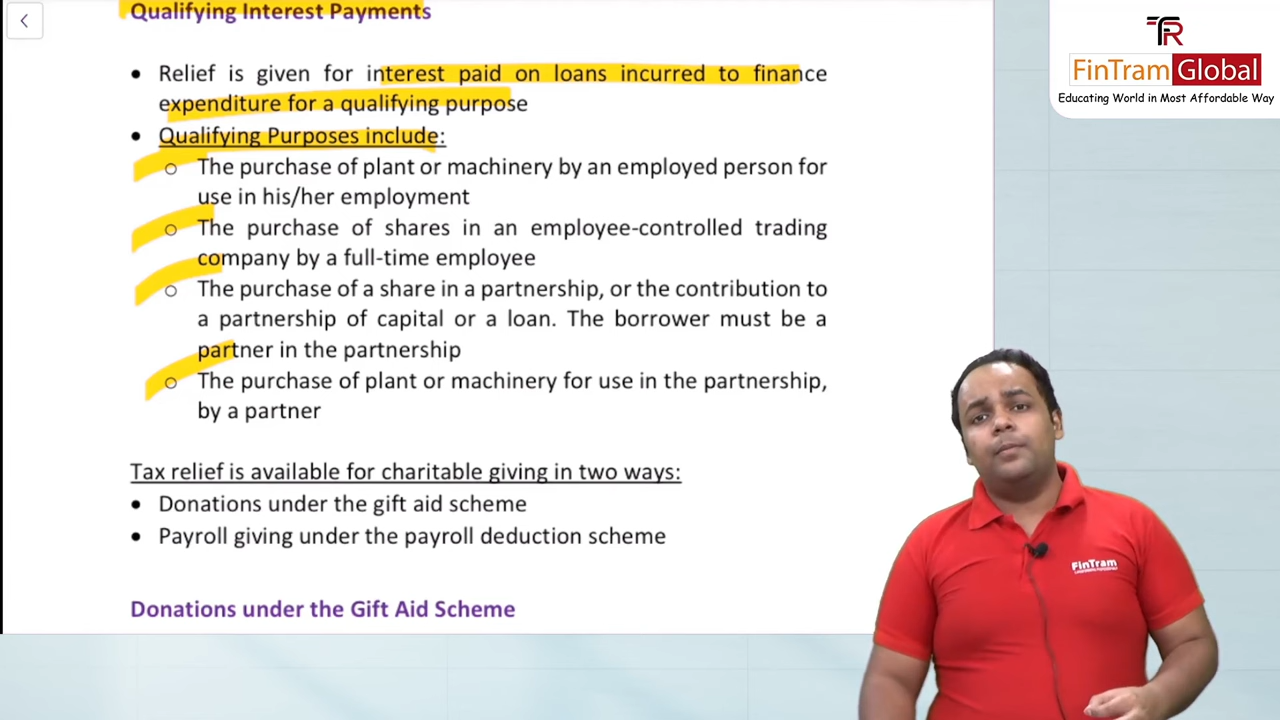 Qualifying Interest Payments
• Relief is given for interest paid on loans incurred to finance
expenditure for a qualifying purpose
• Qualifying Purposes include:
o The purchase of plant or machinery by an employed person for
use in his/her employment
o The purchase of shares in an employee-controlled trading
company by a full-time employee
o The purchase of a share in a partnership, or the contribution to
a partnership of capital or a loan. The borrower must be a
partner in the partnership
o The purchase of plant or machinery for use in the partnership,
by a partner
Tax relief is available for charitable giving in two ways:
• Donations under the gift aid scheme
• Payroll giving under the payroll deduction scheme
Donations under the Gift Aid Scheme
FinTram Global
Educating World in Most Affordable Way
FinTram